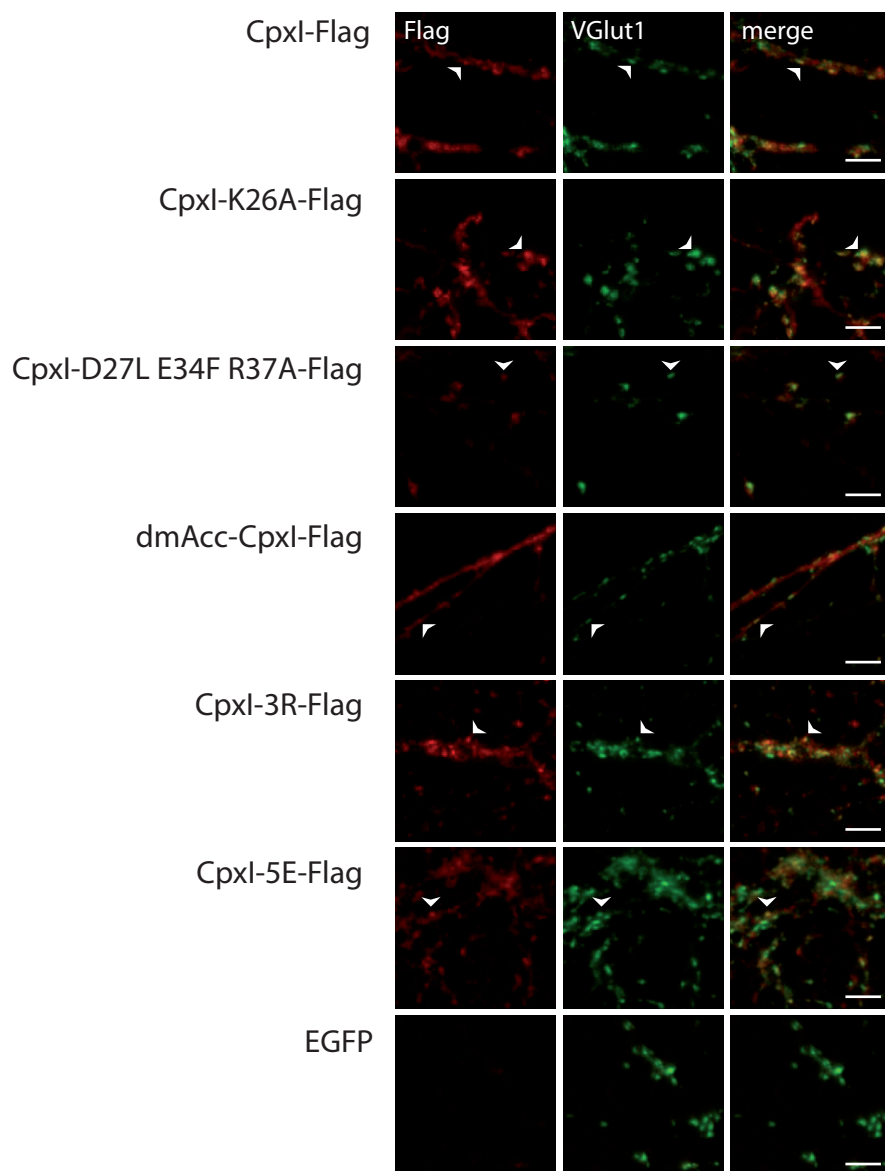 CpxI-Flag
Flag
VGlut1
merge
CpxI-K26A-Flag
CpxI-D27L E34F R37A-Flag
dmAcc-CpxI-Flag
CpxI-3R-Flag
CpxI-5E-Flag
EGFP